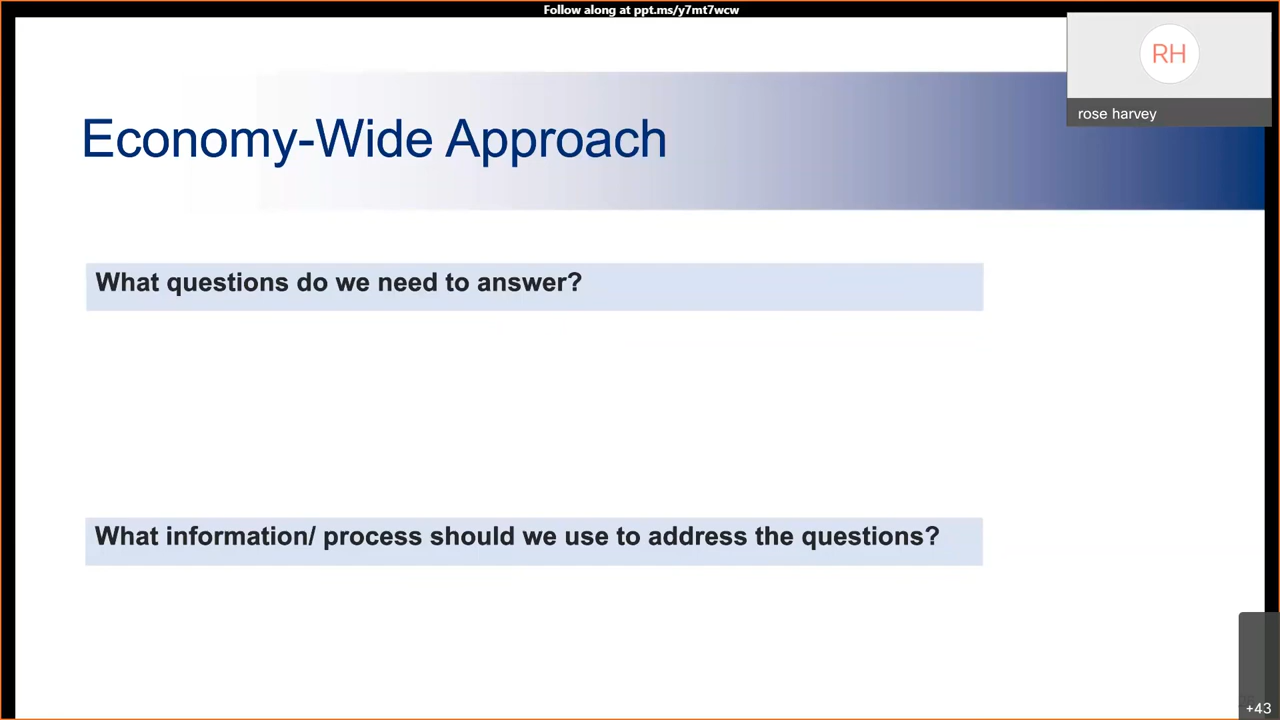 Follow along at ppt.ms/y7mt7wcw
RH
rose harvey
Economy-Wide Approach
What questions do we need to answer?
What information/ process should we use to address the questions?
+43